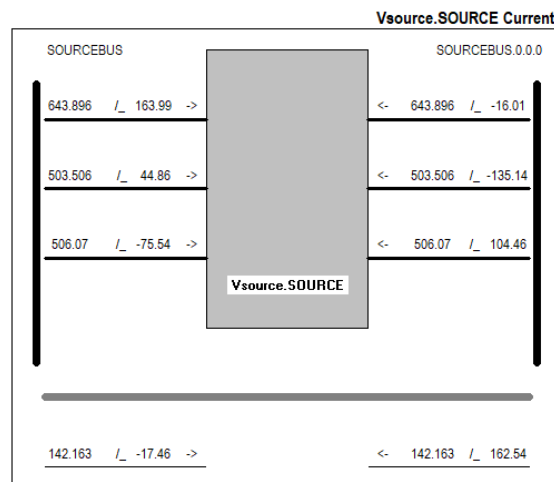 Vsource.SOURCE Current
SOURCEBUS SOURCEBUS.0.0.0
643.896 /_ 163.99 -> <- 643.896 /_ -16.01
503.506 /_ 44.86 -> <- 503.506 /_ -135.14
506.07 /_ -75.54 -> <- 506.07 /_ 104.46
Vsource.SOURCE
142.163 /_ -17.46 -> <- 142.163 /_ 162.54